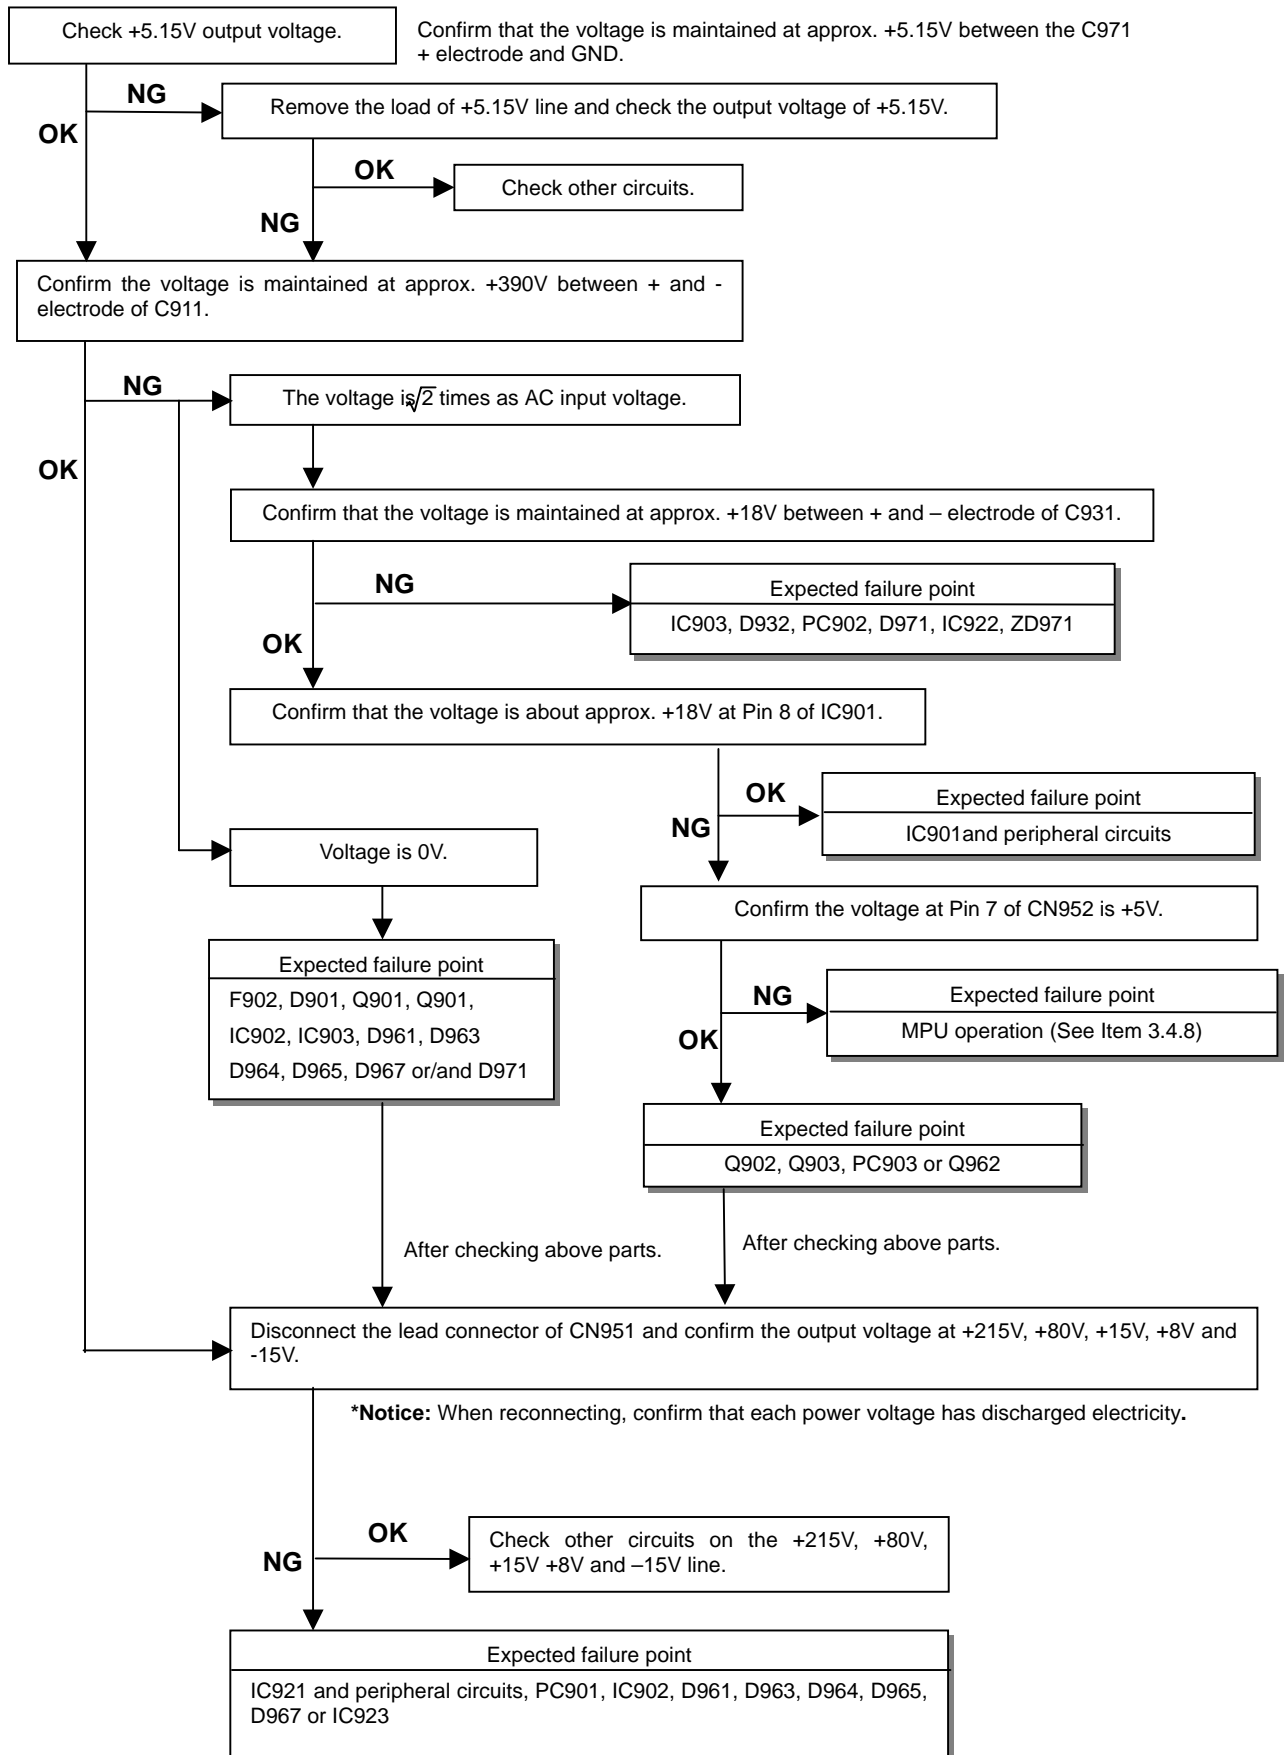 Check +5.15V output voltage.
Confirm that the voltage is maintained at approx. +5.15V between the C971
+ electrode and GND.
NG
Remove the load of +5.15V line and check the output voltage of +5.15V.
OK
OK
Check other circuits.
NG
Confirm the voltage is maintained at approx. +390V between + and -
electrode of C911.
NG
The voltage is √2 times as AC input voltage.
OK
Confirm that the voltage is maintained at approx. +18V between + and – electrode of C931.
NG
Expected failure point
IC903, D932, PC902, D971, IC922, ZD971
OK
Confirm that the voltage is about approx. +18V at Pin 8 of IC901.
OK
Expected failure point
IC901and peripheral circuits
NG
Voltage is 0V.
Confirm the voltage at Pin 7 of CN952 is +5V.
Expected failure point
F902, D901, Q901, Q901,
IC902, IC903, D961, D963
D964, D965, D967 or/and D971
NG
Expected failure point
MPU operation (See Item 3.4.8)
OK
Expected failure point
Q902, Q903, PC903 or Q962
After checking above parts.
After checking above parts.
Disconnect the lead connector of CN951 and confirm the output voltage at +215V, +80V, +15V, +8V and
-15V.
*Notice: When reconnecting, confirm that each power voltage has discharged electricity.
OK
Check other circuits on the +215V, +80V,
+15V +8V and –15V line.
NG
Expected failure point
IC921 and peripheral circuits, PC901, IC902, D961, D963, D964, D965,
D967 or IC923